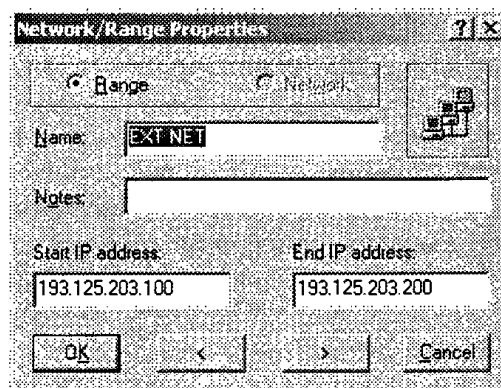 Network/Range Properties ? ×
Range Network
Name: EXT NET
Notes:
Start IP address: End IP address:
193.125.203.100 193.125.203.200
OK < > Cancel